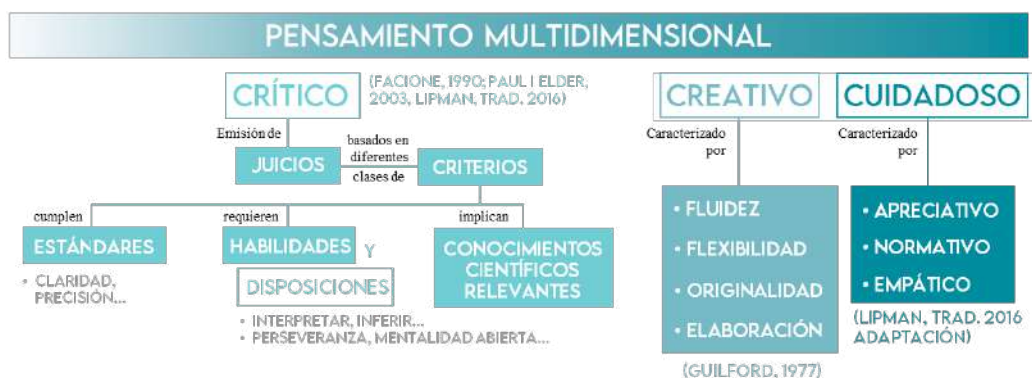 PENSAMIENTO MULTIDIMENSIONAL
CRÍTICO
(FACIONE, 1990; PAUL I ELDER,
2003, LIPMAN, TRAD. 2016)
Emisión de
JUICIOS
basados en
diferentes
clases de
CRITERIOS
cumplen
ESTÁNDARES
• CLARIDAD,
PRECISIÓN...
requieren
HABILIDADES Y
DISPOSICIONES
• INTERPRETAR, INFERIR...
• PERSEVERANZA, MENTALIDAD ABIERTA...
implican
CONOCIMIENTOS
CIENTÍFICOS
RELEVANTES
CREATIVO
Caracterizado
por
• FLUIDEZ
• FLEXIBILIDAD
• ORIGINALIDAD
• ELABORACIÓN
(GUILFORD, 1977)
CUIDADOSO
Caracterizado
por
• APRECIATIVO
• NORMATIVO
• EMPÁTICO
(LIPMAN, TRAD. 2016
ADAPTACIÓN)